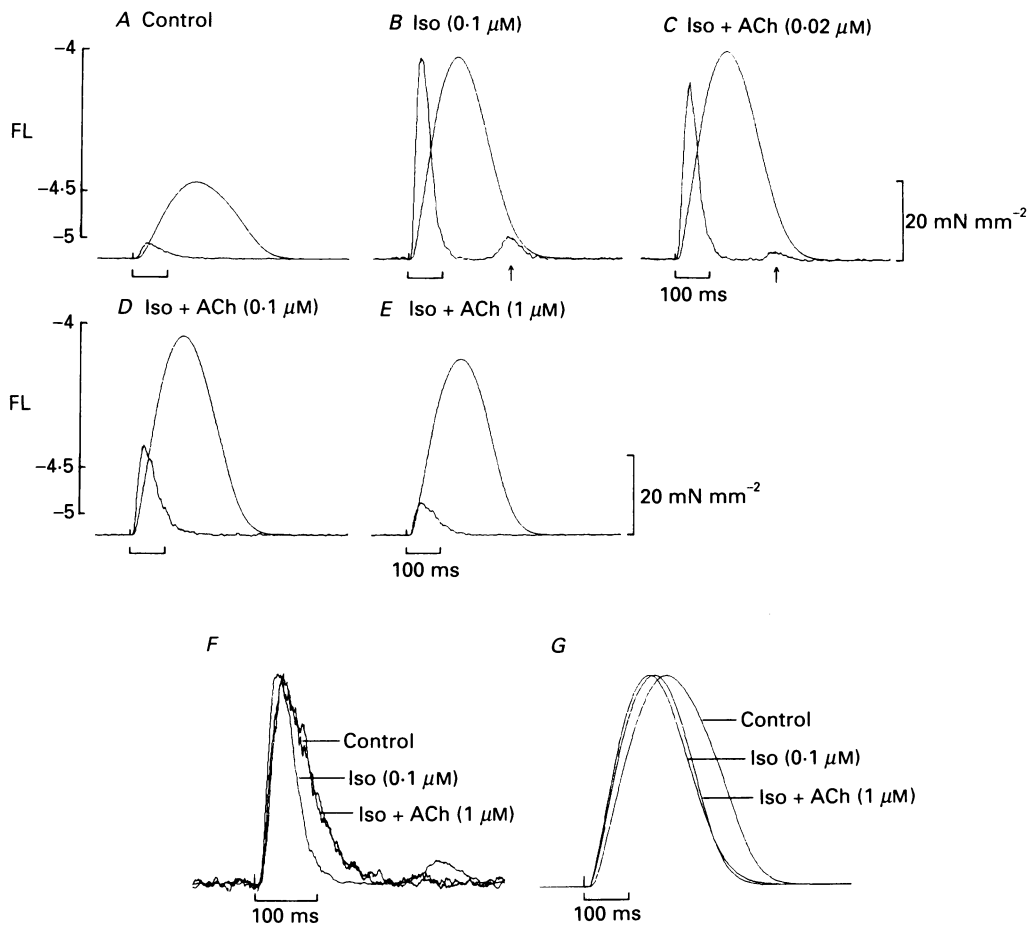 A Control
B Iso (0·1 μM)
C Iso + ACh (0·02 μM)
−4
FL
−4·5
−5
20 mN mm⁻²
100 ms
D Iso + ACh (0·1 μM)
E Iso + ACh (1 μM)
−4
FL
−4·5
−5
20 mN mm⁻²
100 ms
F
G
Control
Iso (0·1 μM)
Iso + ACh (1 μM)
100 ms
Control
Iso (0·1 μM)
Iso + ACh (1 μM)
100 ms